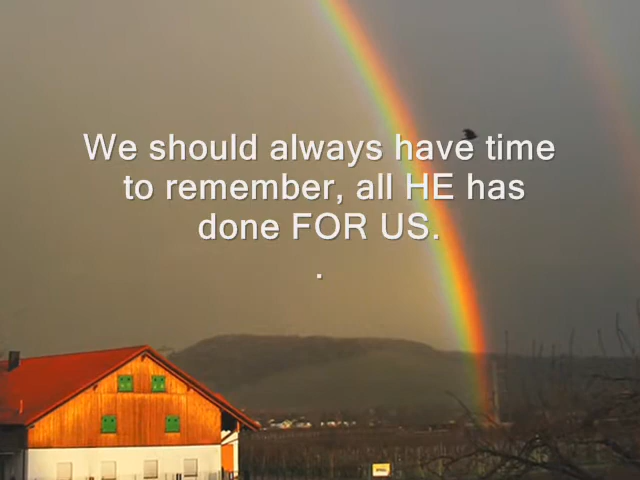 We should always have time
to remember, all HE has
done FOR US.
.